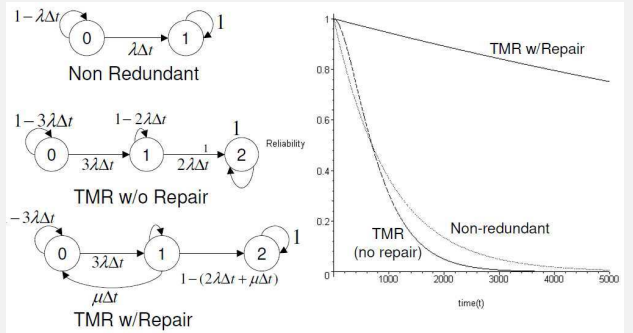 1−λΔt
1
0
1
λΔt
Non Redundant
1−3λΔt
1−2λΔt
1
0
1
2
3λΔt
2λΔt
TMR w/o Repair
−3λΔt
1
0
1
2
3λΔt
1−(2λΔt+μΔt)
μΔt
TMR w/Repair
1
TMR w/Repair
0.8
0.6
1
Reliability
0.4
0.2
TMR
(no repair)
Non-redundant
0
1000
2000
3000
4000
5000
time(t)